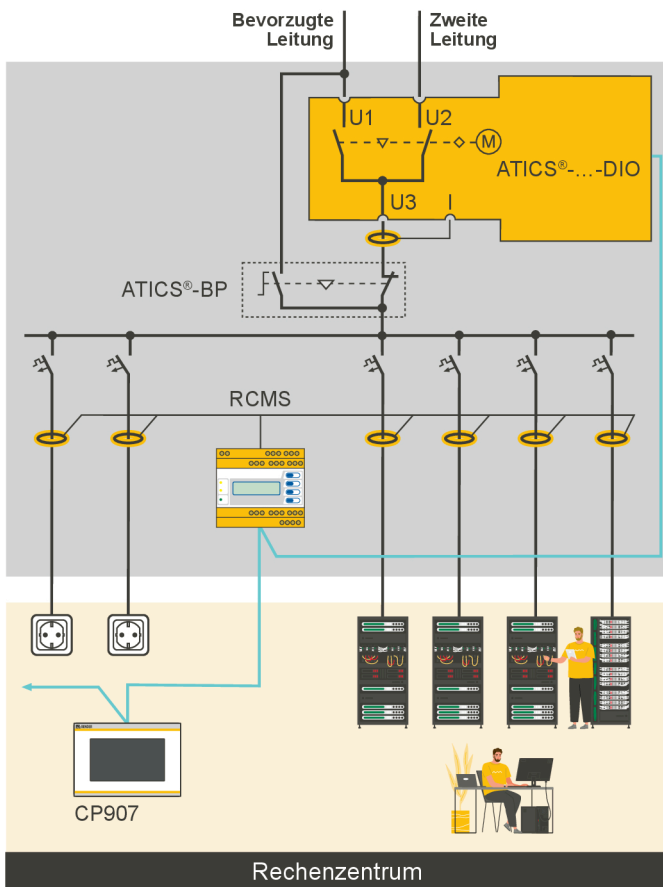 Bevorzugte
Leitung
Zweite
Leitung
U1
U2
M
ATICS®-...-DIO
U3
I
ATICS®-BP
RCMS
CP907
Rechenzentrum